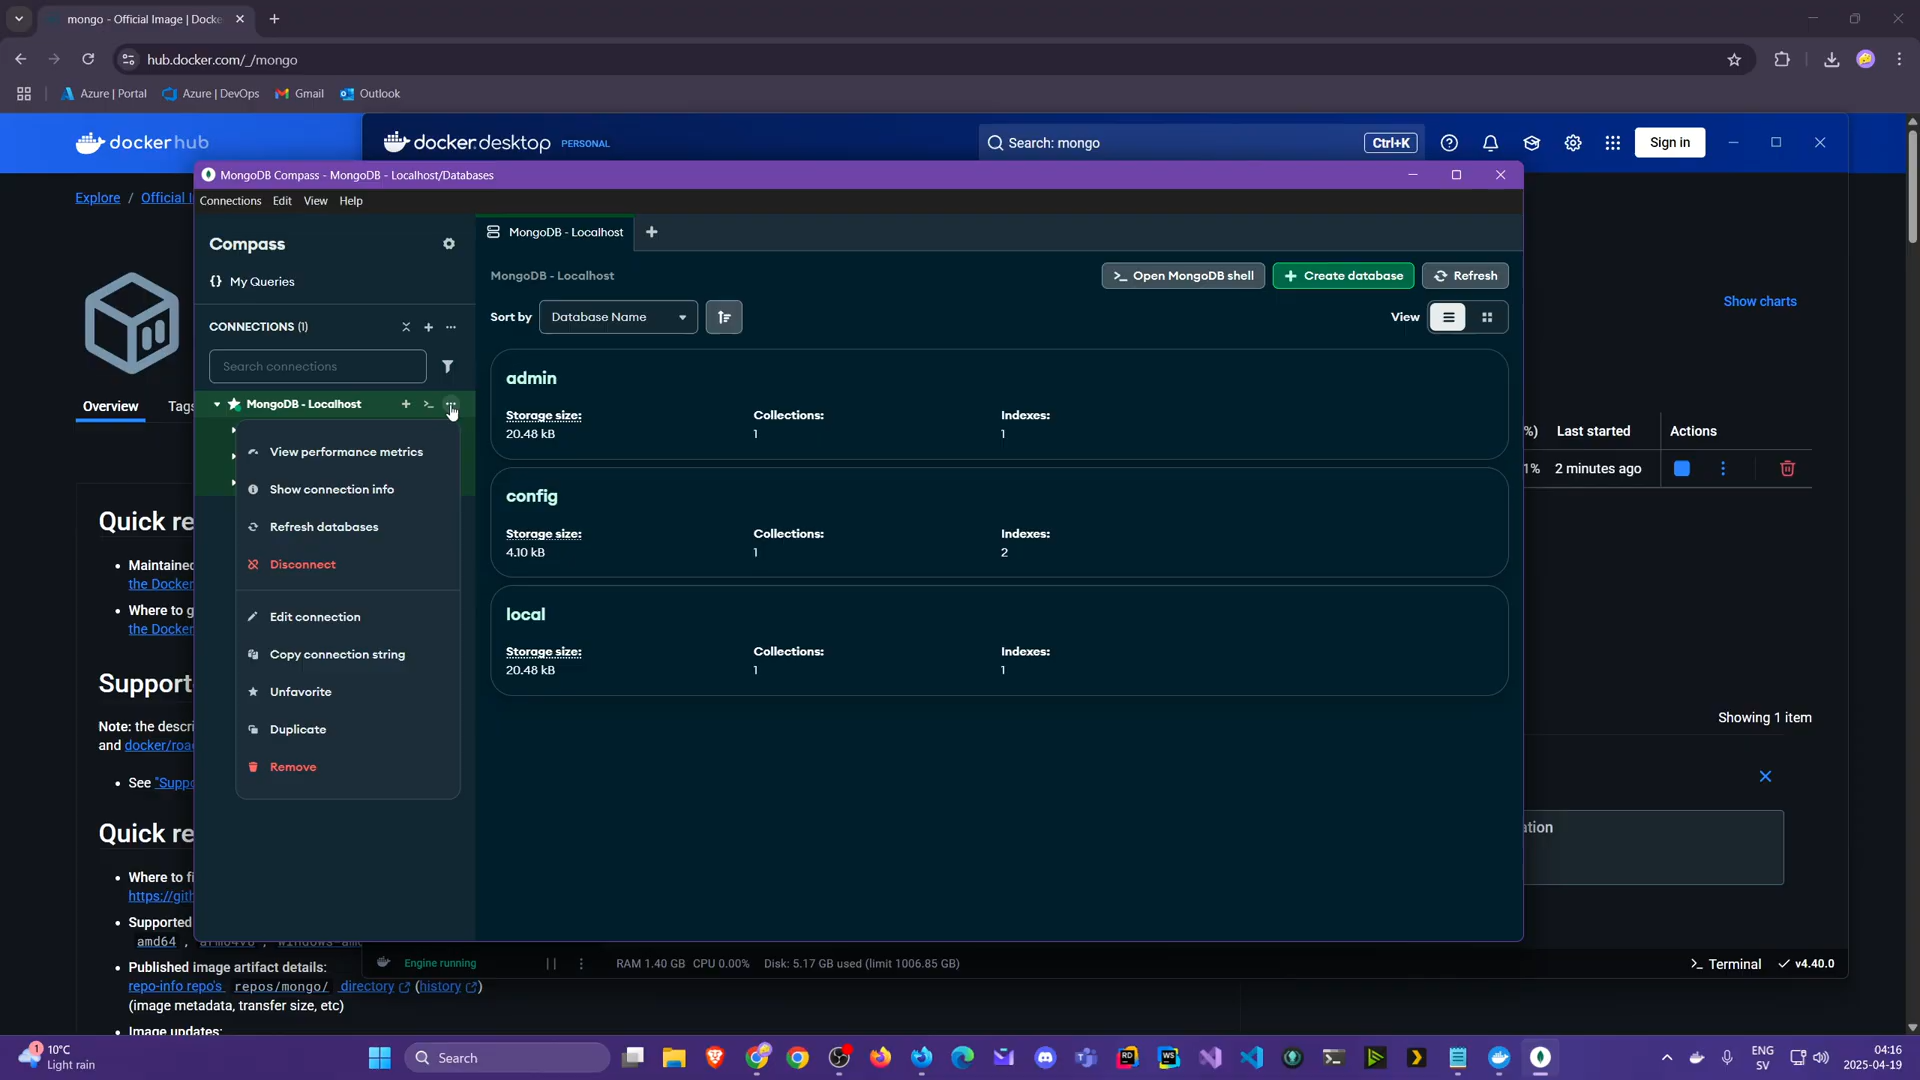 mongo - Official Image | Docke
hub.docker.com/_/mongo
Azure | Portal
Azure | DevOps
Gmail
Outlook
docker hub
docker.desktop PERSONAL
Search: mongo
Ctrl+K
Sign in
Explore / Official I
MongoDB Compass - MongoDB - Localhost/Databases
Connections Edit View Help
Compass
MongoDB - Localhost
{} My Queries
MongoDB - Localhost
>_ Open MongoDB shell
+ Create database
Refresh
Sort by
Database Name
View
CONNECTIONS (1)
Search connections
MongoDB - Localhost
View performance metrics
Show connection info
Refresh databases
Disconnect
Edit connection
Copy connection string
Unfavorite
Duplicate
Remove
admin
Storage size: Collections: Indexes:
20.48 kB 1 1
config
Storage size: Collections: Indexes:
4.10 kB 1 2
local
Storage size: Collections: Indexes:
20.48 kB 1 1
Show charts
Overview Tags
%) Last started Actions
1% 2 minutes ago
Showing 1 item
ation
Quick re
Maintained
the Docker
Where to g
the Docker
Support
Note: the descri
and docker/roa
See "Suppo
Quick re
Where to fi
https://gith
Supported
amd64 , arm64v8 , windows-amd
Published image artifact details:
repo-info repo's repos/mongo/ directory (history)
(image metadata, transfer size, etc)
Image updates:
Engine running
RAM 1.40 GB CPU 0.00% Disk: 5.17 GB used (limit 1006.85 GB)
>_ Terminal
v4.40.0
1
10°C
Light rain
Search
RD
WS
ENG
SV
04:16
2025-04-19